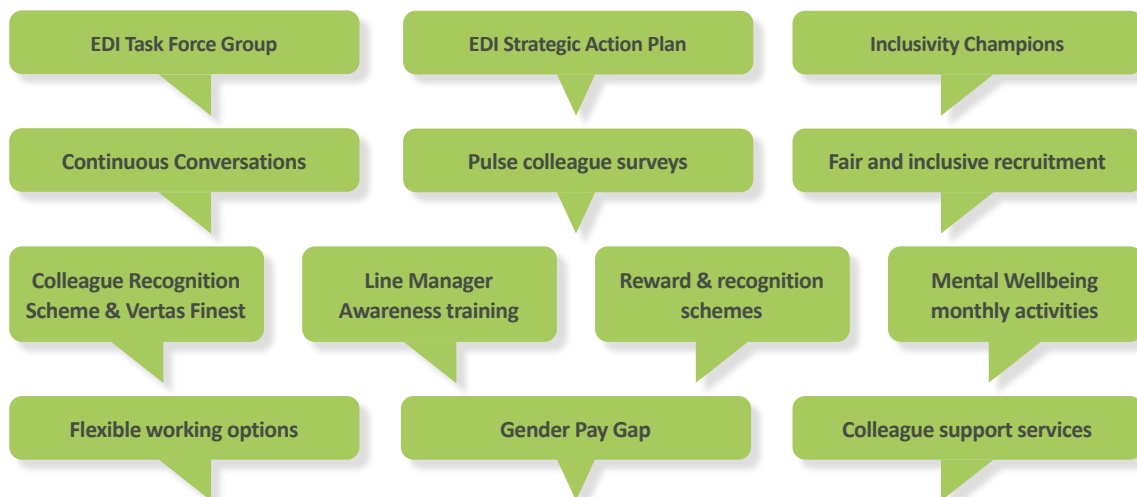 EDI Task Force Group
EDI Strategic Action Plan
Inclusivity Champions
Continuous Conversations
Pulse colleague surveys
Fair and inclusive recruitment
Colleague Recognition
Scheme & Vertas Finest
Line Manager
Awareness training
Reward & recognition
schemes
Mental Wellbeing
monthly activities
Flexible working options
Gender Pay Gap
Colleague support services